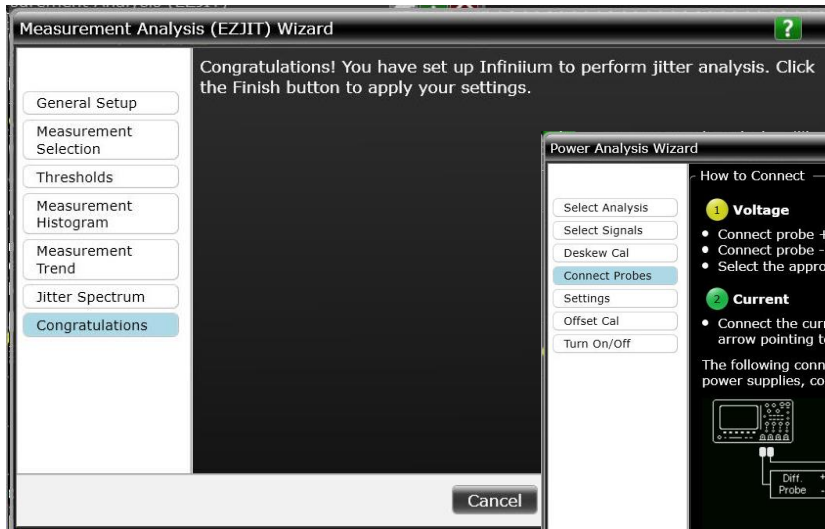 Measurement Analysis (EZJIT) Wizard
?
Congratulations! You have set up Infiniium to perform jitter analysis. Click
the Finish button to apply your settings.
General Setup
Measurement
Selection
Thresholds
Measurement
Histogram
Measurement
Trend
Jitter Spectrum
Congratulations
Cancel
Power Analysis Wizard
Select Analysis
Select Signals
Deskew Cal
Connect Probes
Settings
Offset Cal
Turn On/Off
How to Connect
1 Voltage
• Connect probe +
• Connect probe -
• Select the appro
2 Current
• Connect the curr
arrow pointing t
The following conn
power supplies, co
Diff. +
Probe -